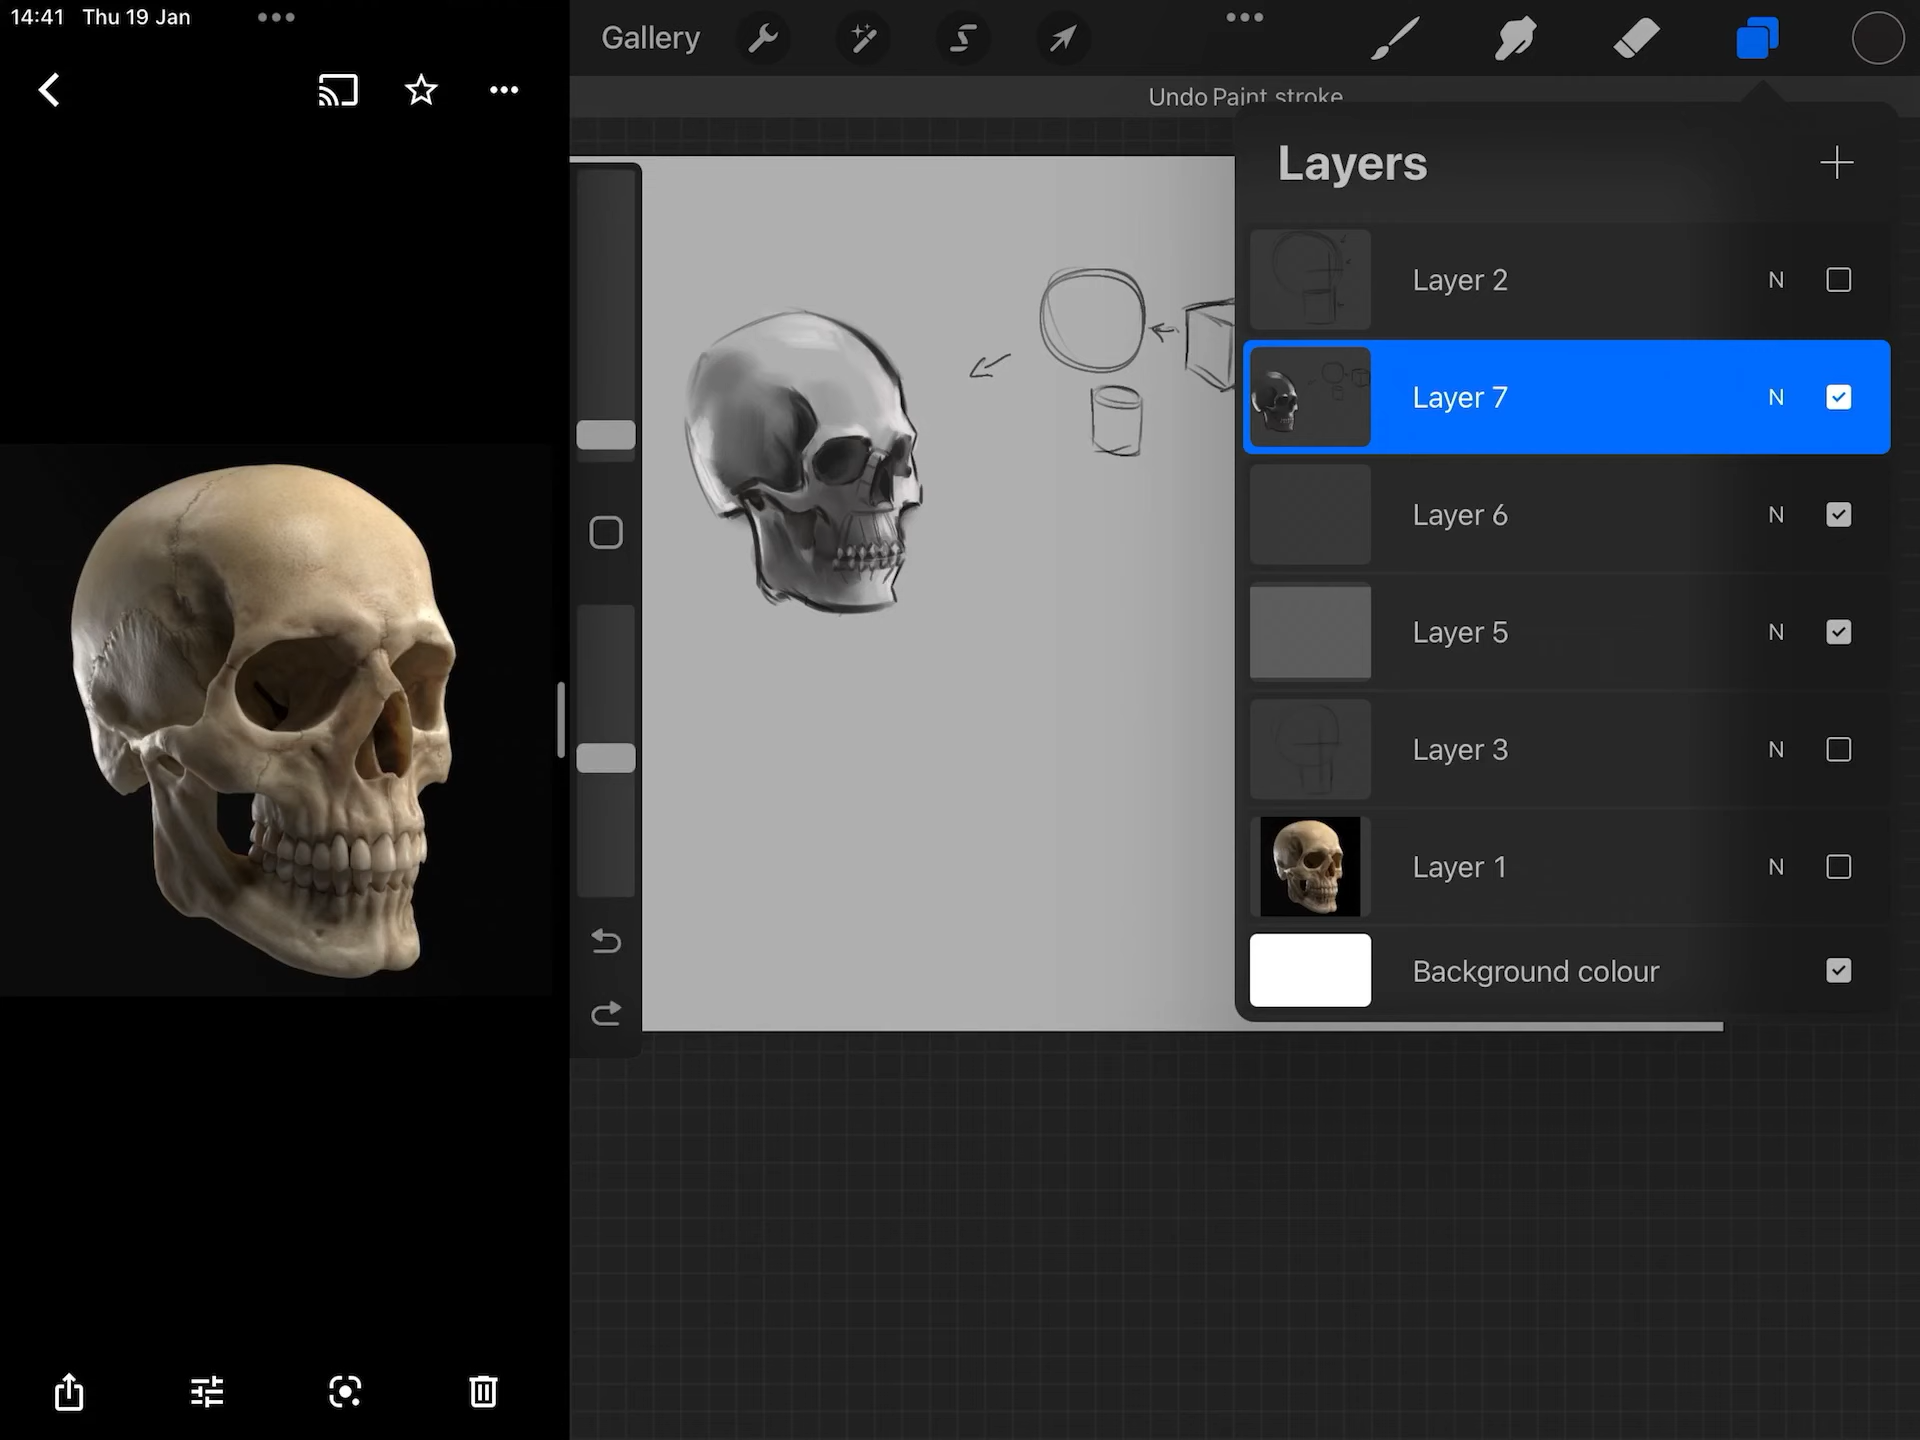 14:41 Thu 19 Jan
Gallery
Undo Paint stroke
Layers
Layer 2 N
Layer 7 N
Layer 6 N
Layer 5 N
Layer 3 N
Layer 1 N
Background colour